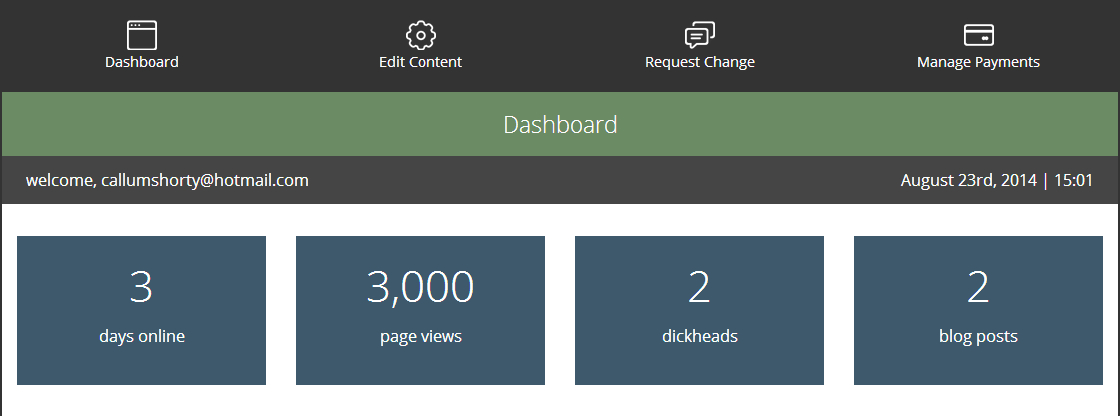 Dashboard
Edit Content
Request Change
Manage Payments
Dashboard
welcome, callumshorty@hotmail.com
August 23rd, 2014 | 15:01
3
days online
3,000
page views
2
dickheads
2
blog posts